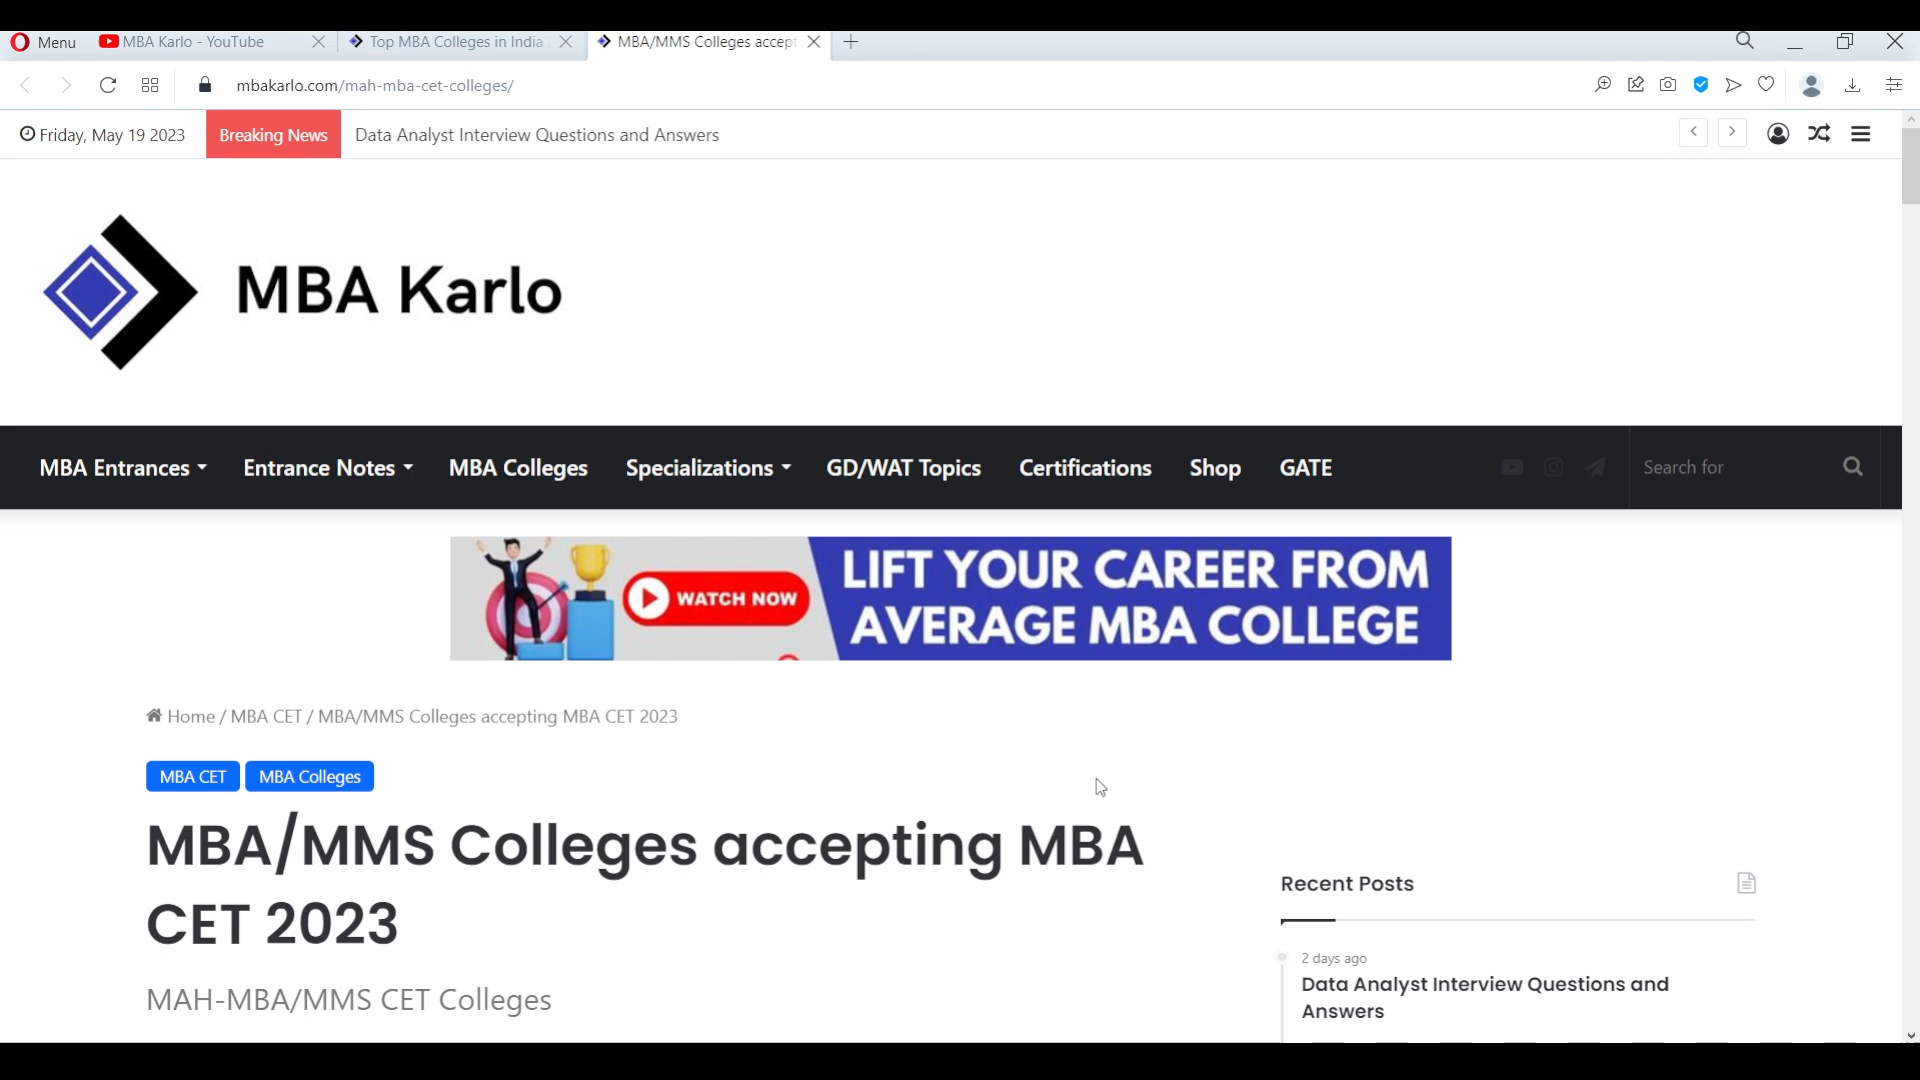 Menu
MBA Karlo - YouTube
Top MBA Colleges in India
MBA/MMS Colleges accept
mbakarlo.com/mah-mba-cet-colleges/
Friday, May 19 2023
Breaking News
Data Analyst Interview Questions and Answers
MBA Karlo
MBA Entrances
Entrance Notes
MBA Colleges
Specializations
GD/WAT Topics
Certifications
Shop
GATE
Search for
WATCH NOW
LIFT YOUR CAREER FROM
AVERAGE MBA COLLEGE
Home / MBA CET / MBA/MMS Colleges accepting MBA CET 2023
MBA CET
MBA Colleges
MBA/MMS Colleges accepting MBA
CET 2023
MAH-MBA/MMS CET Colleges
Recent Posts
2 days ago
Data Analyst Interview Questions and
Answers